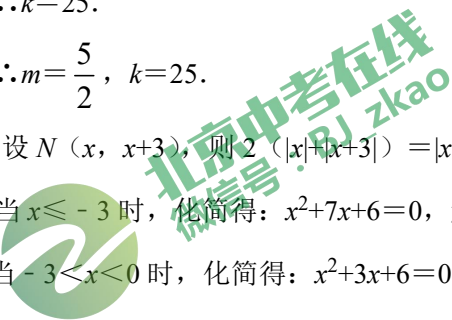 ∴k=25.
∴m=5/2,k=25.
设 N(x,x+3),则 2(|x|+|x+3|)=|x
当 x≤﹣3 时,化简得:x²+7x+6=0,
当﹣3<x<0 时,化简得:x²+3x+6=0
北京中考在线
微信号:BJ_zkao